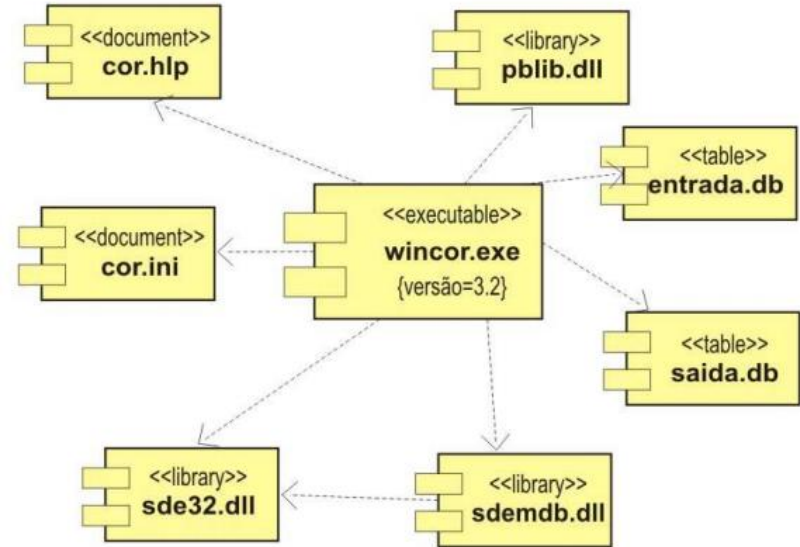 <<document>>
cor.hlp
<<library>>
pblib.dll
<<table>>
entrada.db
<<document>>
cor.ini
<<executable>>
wincor.exe
{versão=3.2}
<<table>>
saida.db
<<library>>
sde32.dll
<<library>>
sdemdb.dll